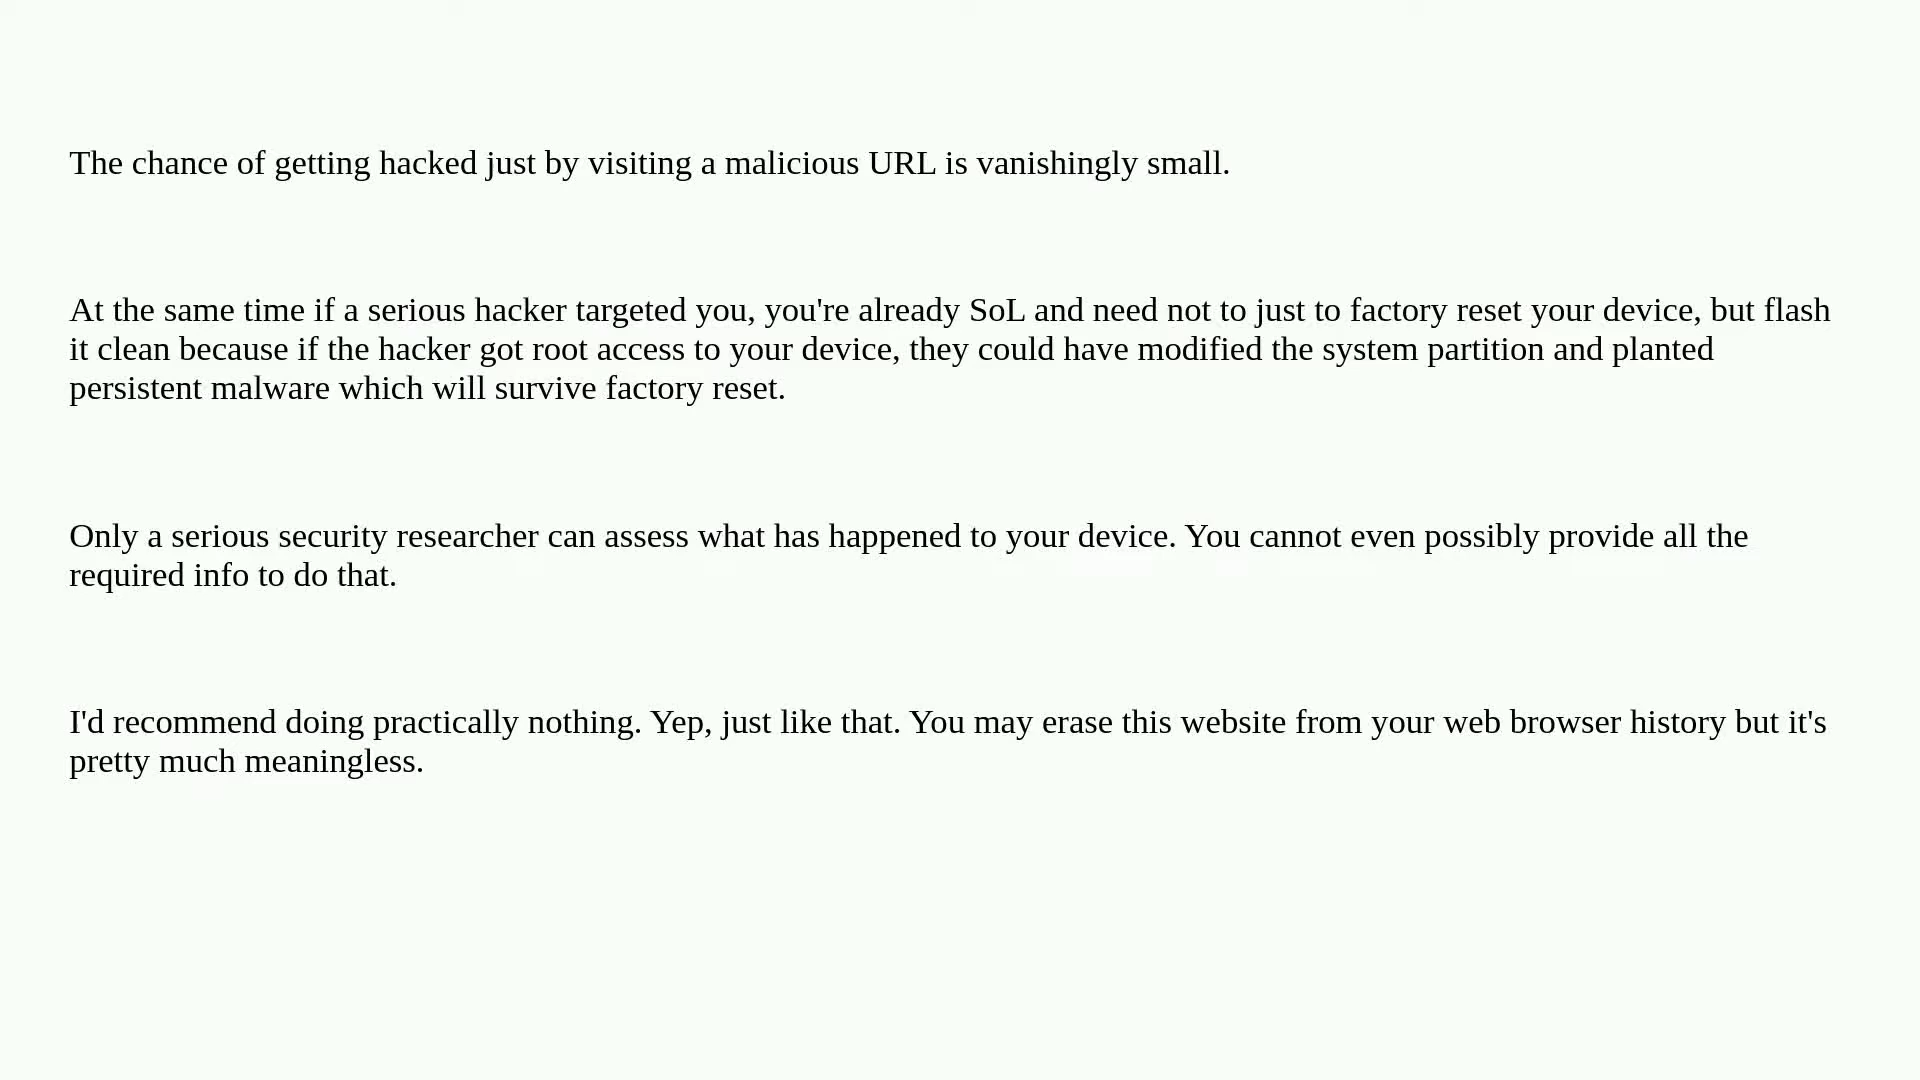 The chance of getting hacked just by visiting a malicious URL is vanishingly small.
At the same time if a serious hacker targeted you, you're already SoL and need not to just to factory reset your device, but flash
it clean because if the hacker got root access to your device, they could have modified the system partition and planted
persistent malware which will survive factory reset.
Only a serious security researcher can assess what has happened to your device. You cannot even possibly provide all the
required info to do that.
I'd recommend doing practically nothing. Yep, just like that. You may erase this website from your web browser history but it's
pretty much meaningless.